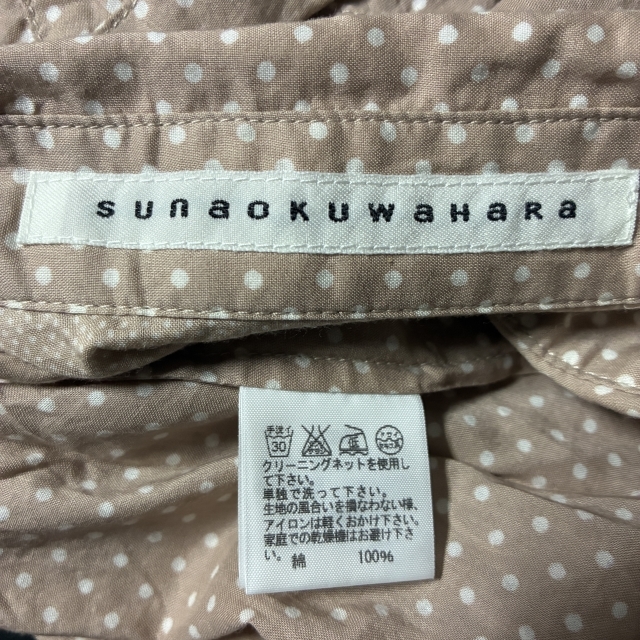 sunaokuwahara
手洗イ
30
クリーニングネットを使用し
て下さい。
単独で洗って下さい。
生地の風合いを損なわない様、
アイロンは軽くおかけ下さい。
家庭での乾燥機はお避け下さ
い。綿 100%